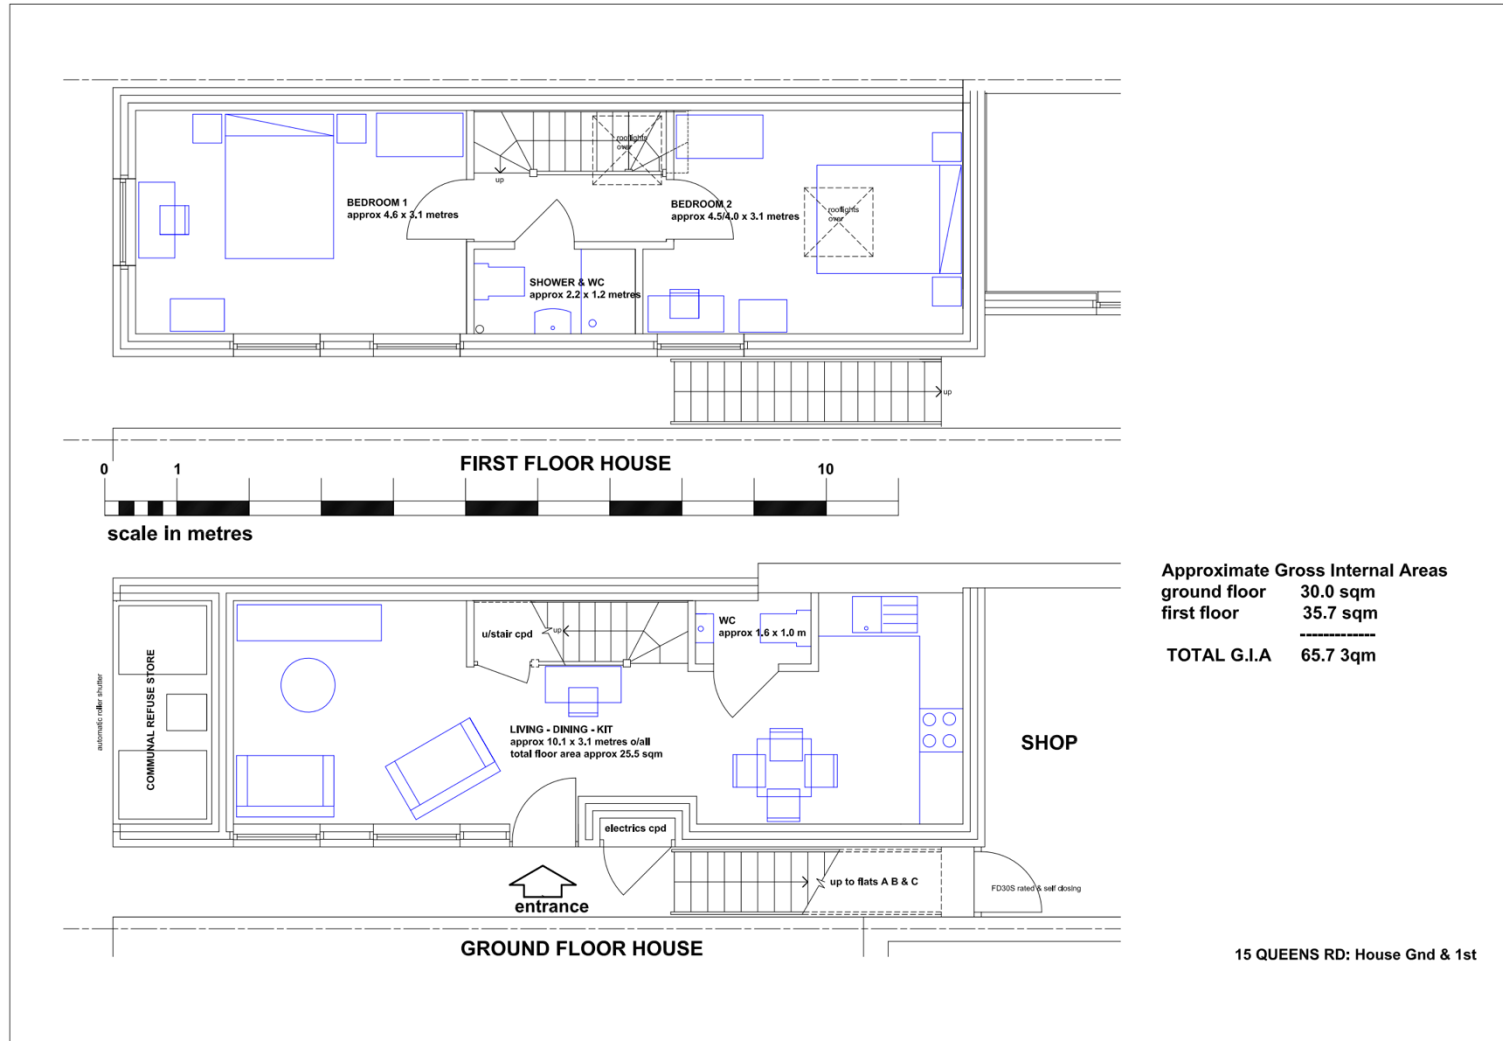 rooflights
over
up
BEDROOM 1
approx 4.6 x 3.1 metres
BEDROOM 2
approx 4.5/4.0 x 3.1 metres
rooflights
over
SHOWER & WC
approx 2.2 x 1.2 metres
up
FIRST FLOOR HOUSE
0 1 10
scale in metres
Approximate Gross Internal Areas
ground floor 30.0 sqm
first floor 35.7 sqm
-------------
TOTAL G.I.A 65.7 3qm
u/stair cpd
up
WC
approx 1.6 x 1.0 m
automatic roller shutter
COMMUNAL REFUSE STORE
LIVING - DINING - KIT
approx 10.1 x 3.1 metres o/all
total floor area approx 25.5 sqm
SHOP
electrics cpd
up to flats A B & C
FD30S rated & self closing
entrance
GROUND FLOOR HOUSE
15 QUEENS RD: House Gnd & 1st